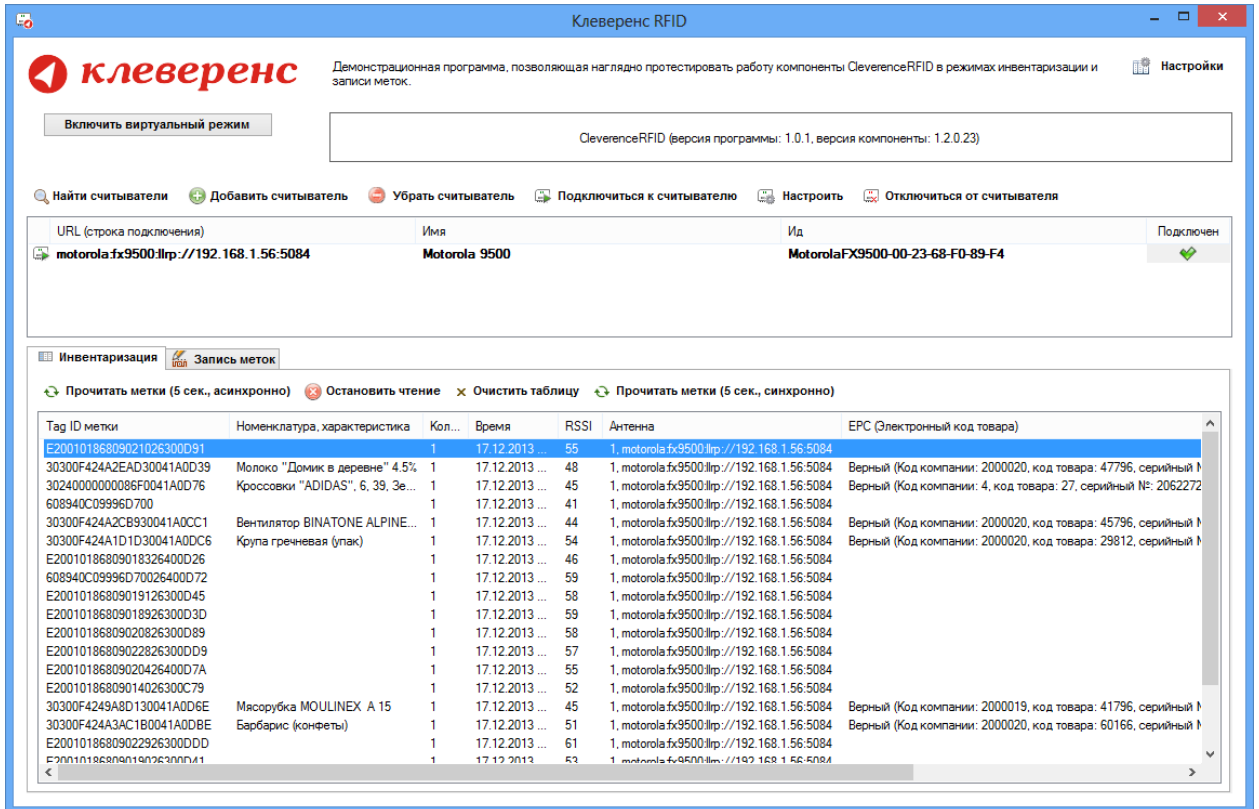 Клеверенс RFID
клеверенс
Демонстрационная программа, позволяющая наглядно протестировать работу компоненты CleverenceRFID в режимах инвентаризации и
записи меток.
Настройки
Включить виртуальный режим
CleverenceRFID (версия программы: 1.0.1, версия компоненты: 1.2.0.23)
Найти считыватели Добавить считыватель Убрать считыватель Подключиться к считывателю Настроить Отключиться от считывателя
URL (строка подключения) Имя Ид Подключен
motorola:fx9500:llrp://192.168.1.56:5084 Motorola 9500 MotorolaFX9500-00-23-68-F0-89-F4
Инвентаризация Запись меток
Прочитать метки (5 сек., асинхронно) Остановить чтение Очистить таблицу Прочитать метки (5 сек., синхронно)
Tag ID метки Номенклатура, характеристика Кол... Время RSSI Антенна EPC (Электронный код товара)
E20010186809021026300D91 1 17.12.2013 ... 55 1, motorola:fx9500:llrp://192.168.1.56:5084
30300F424A2EAD30041A0D39 Молоко "Домик в деревне" 4.5% 1 17.12.2013 ... 48 1, motorola:fx9500:llrp://192.168.1.56:5084 Верный (Код компании: 2000020, код товара: 47796, серийный
30240000000086F0041A0D76 Кроссовки "ADIDAS", 6, 39, Зе... 1 17.12.2013 ... 45 1, motorola:fx9500:llrp://192.168.1.56:5084 Верный (Код компании: 4, код товара: 27, серийный №: 2062272
608940C09996D700 1 17.12.2013 ... 41 1, motorola:fx9500:llrp://192.168.1.56:5084
30300F424A2CB930041A0CC1 Вентилятор BINATONE ALPINE... 1 17.12.2013 ... 44 1, motorola:fx9500:llrp://192.168.1.56:5084 Верный (Код компании: 2000020, код товара: 45796, серийный
30300F424A1D1D30041A0DC6 Крупа гречневая (упак) 1 17.12.2013 ... 54 1, motorola:fx9500:llrp://192.168.1.56:5084 Верный (Код компании: 2000020, код товара: 29812, серийный
E20010186809018326400D26 1 17.12.2013 ... 46 1, motorola:fx9500:llrp://192.168.1.56:5084
608940C09996D70026400D72 1 17.12.2013 ... 59 1, motorola:fx9500:llrp://192.168.1.56:5084
E20010186809019126300D45 1 17.12.2013 ... 58 1, motorola:fx9500:llrp://192.168.1.56:5084
E20010186809018926300D3D 1 17.12.2013 ... 59 1, motorola:fx9500:llrp://192.168.1.56:5084
E20010186809020826300D89 1 17.12.2013 ... 58 1, motorola:fx9500:llrp://192.168.1.56:5084
E20010186809022826300DD9 1 17.12.2013 ... 57 1, motorola:fx9500:llrp://192.168.1.56:5084
E20010186809020426400D7A 1 17.12.2013 ... 55 1, motorola:fx9500:llrp://192.168.1.56:5084
E20010186809014026300C79 1 17.12.2013 ... 52 1, motorola:fx9500:llrp://192.168.1.56:5084
30300F4249A8D130041A0D6E Мясорубка MOULINEX A 15 1 17.12.2013 ... 45 1, motorola:fx9500:llrp://192.168.1.56:5084 Верный (Код компании: 2000019, код товара: 41796, серийный
30300F424A3AC1B0041A0DBE Барбарис (конфеты) 1 17.12.2013 ... 51 1, motorola:fx9500:llrp://192.168.1.56:5084 Верный (Код компании: 2000020, код товара: 60166, серийный
E20010186809022926300DDD 1 17.12.2013 ... 61 1, motorola:fx9500:llrp://192.168.1.56:5084
E20010186809019026300D41 1 17.12.2013 ... 53 1, motorola:fx9500:llrp://192.168.1.56:5084